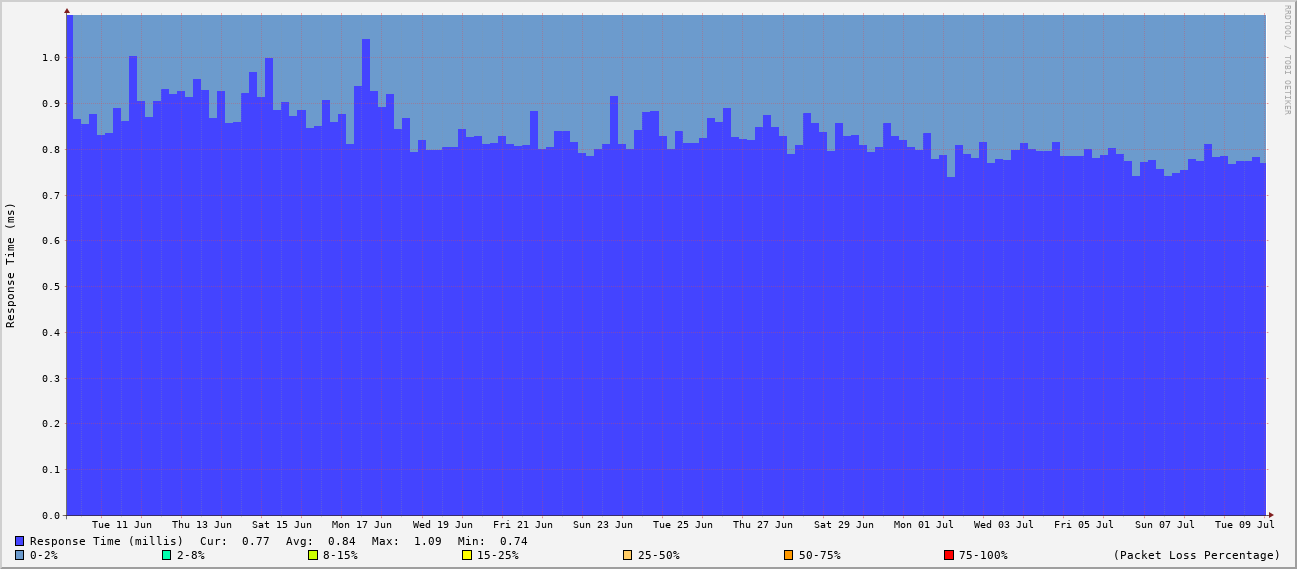 RRDTOOL / TOBI OETIKER
Response Time (ms)
1.0
0.9
0.8
0.7
0.6
0.5
0.4
0.3
0.2
0.1
0.0
Tue 11 Jun Thu 13 Jun Sat 15 Jun Mon 17 Jun Wed 19 Jun Fri 21 Jun Sun 23 Jun Tue 25 Jun Thu 27 Jun Sat 29 Jun Mon 01 Jul Wed 03 Jul Fri 05 Jul Sun 07 Jul Tue 09 Jul
Response Time (millis) Cur: 0.77 Avg: 0.84 Max: 1.09 Min: 0.74
0-2% 2-8% 8-15% 15-25% 25-50% 50-75% 75-100% (Packet Loss Percentage)